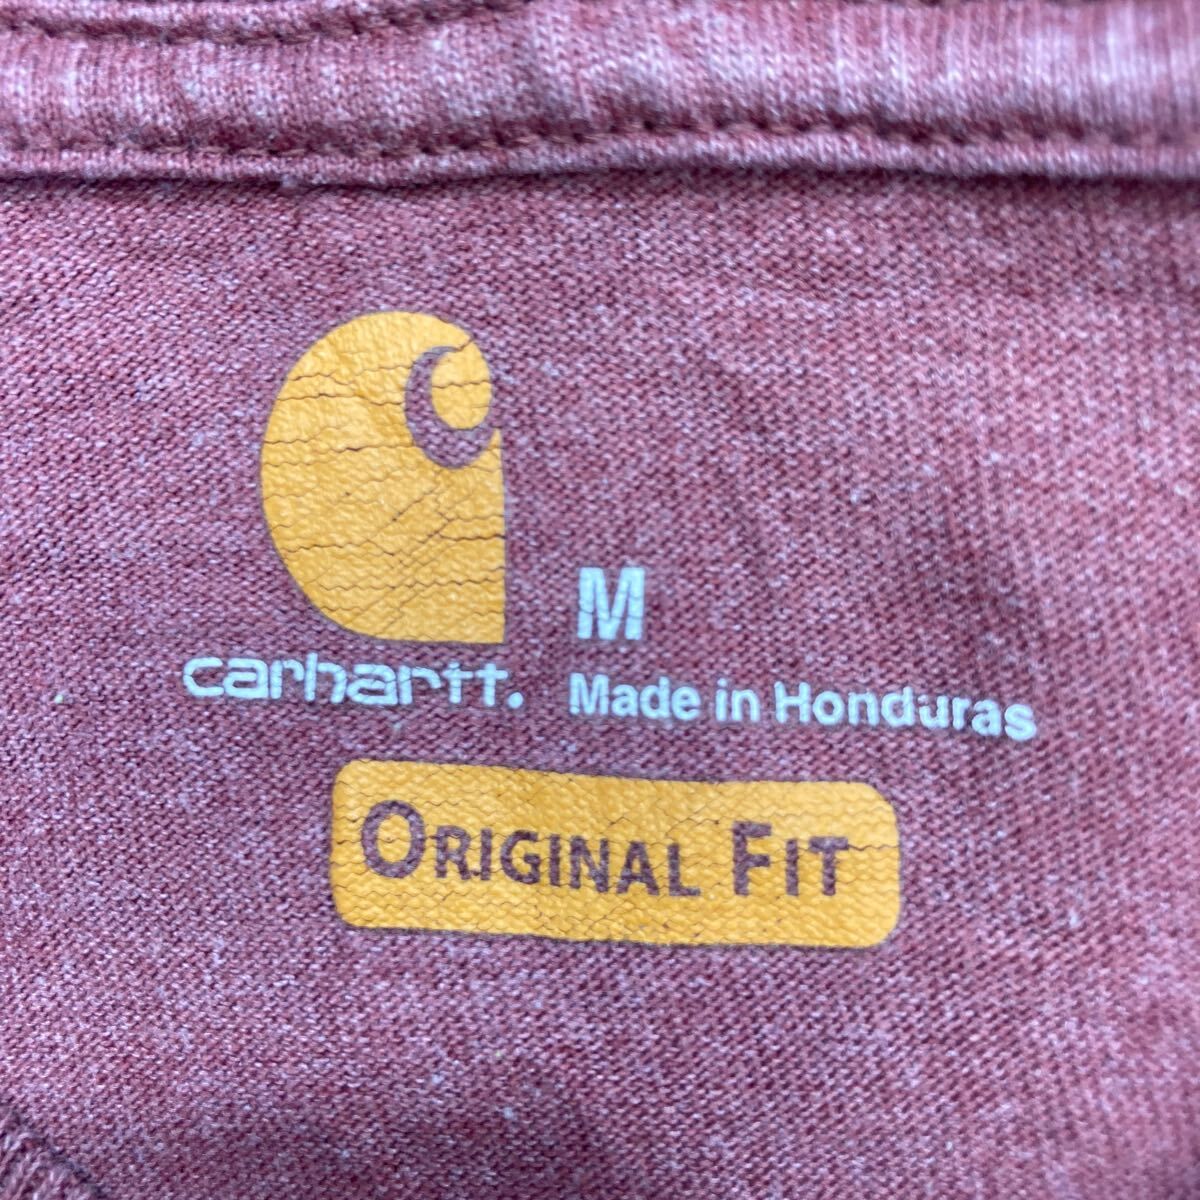 M
carhartt. Made in Honduras
ORIGINAL FIT